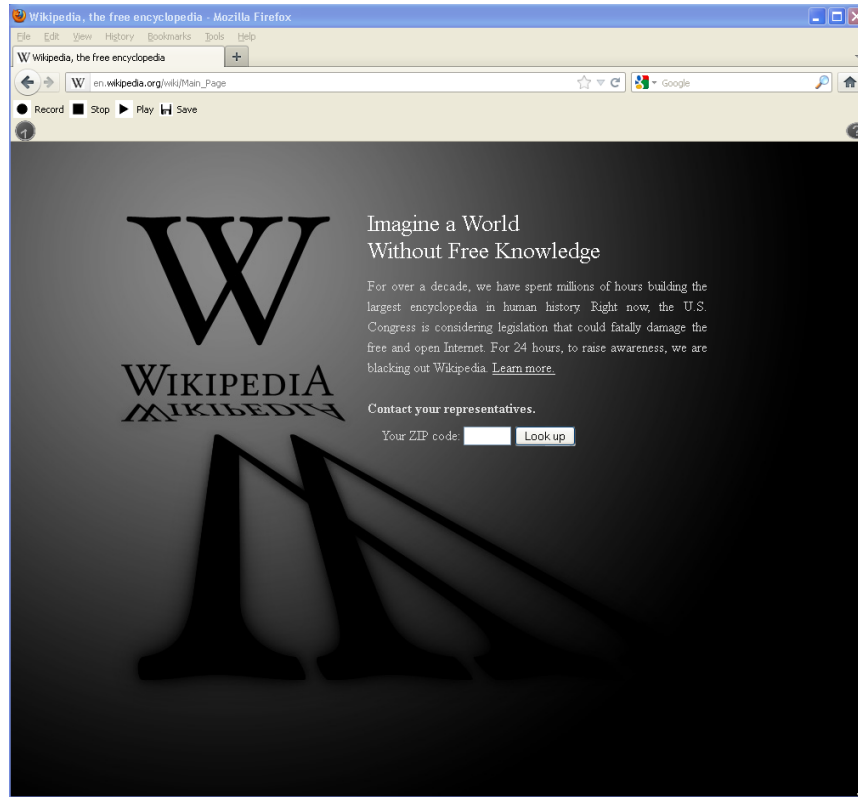 Wikipedia, the free encyclopedia - Mozilla Firefox
File Edit View History Bookmarks Tools Help
W Wikipedia, the free encyclopedia +
W en.wikipedia.org/wiki/Main_Page Google
Record Stop Play Save
W
WIKIPEDIA
Imagine a World
Without Free Knowledge
For over a decade, we have spent millions of hours building the
largest encyclopedia in human history. Right now, the U.S.
Congress is considering legislation that could fatally damage the
free and open Internet. For 24 hours, to raise awareness, we are
blacking out Wikipedia. Learn more.
Contact your representatives.
Your ZIP code: Look up